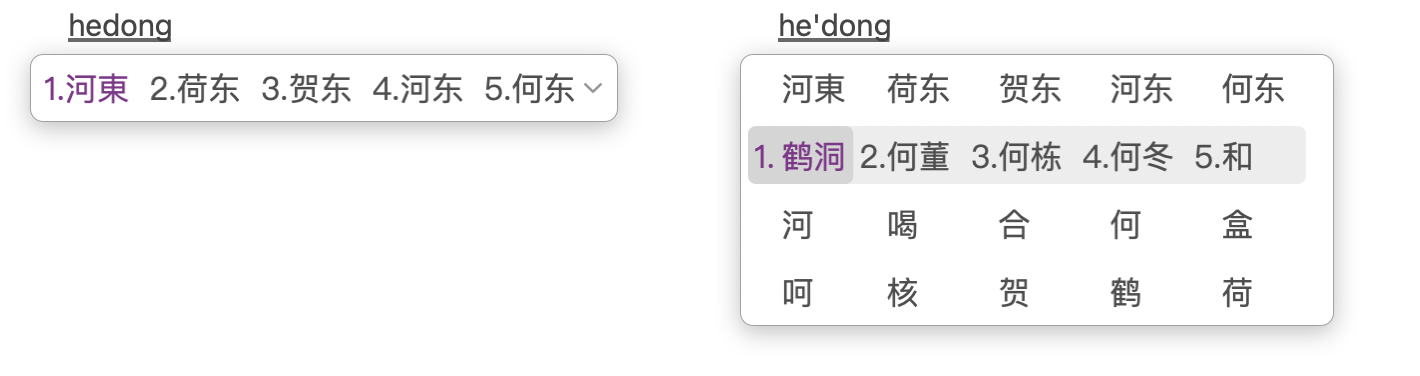 hedong
1.河東 2.荷东 3.贺东 4.河东 5.何东
he'dong
河東 荷东 贺东 河东 何东
1. 鹤洞 2.何董 3.何栋 4.何冬 5.和
河 喝 合 何 盒
呵 核 贺 鹤 荷